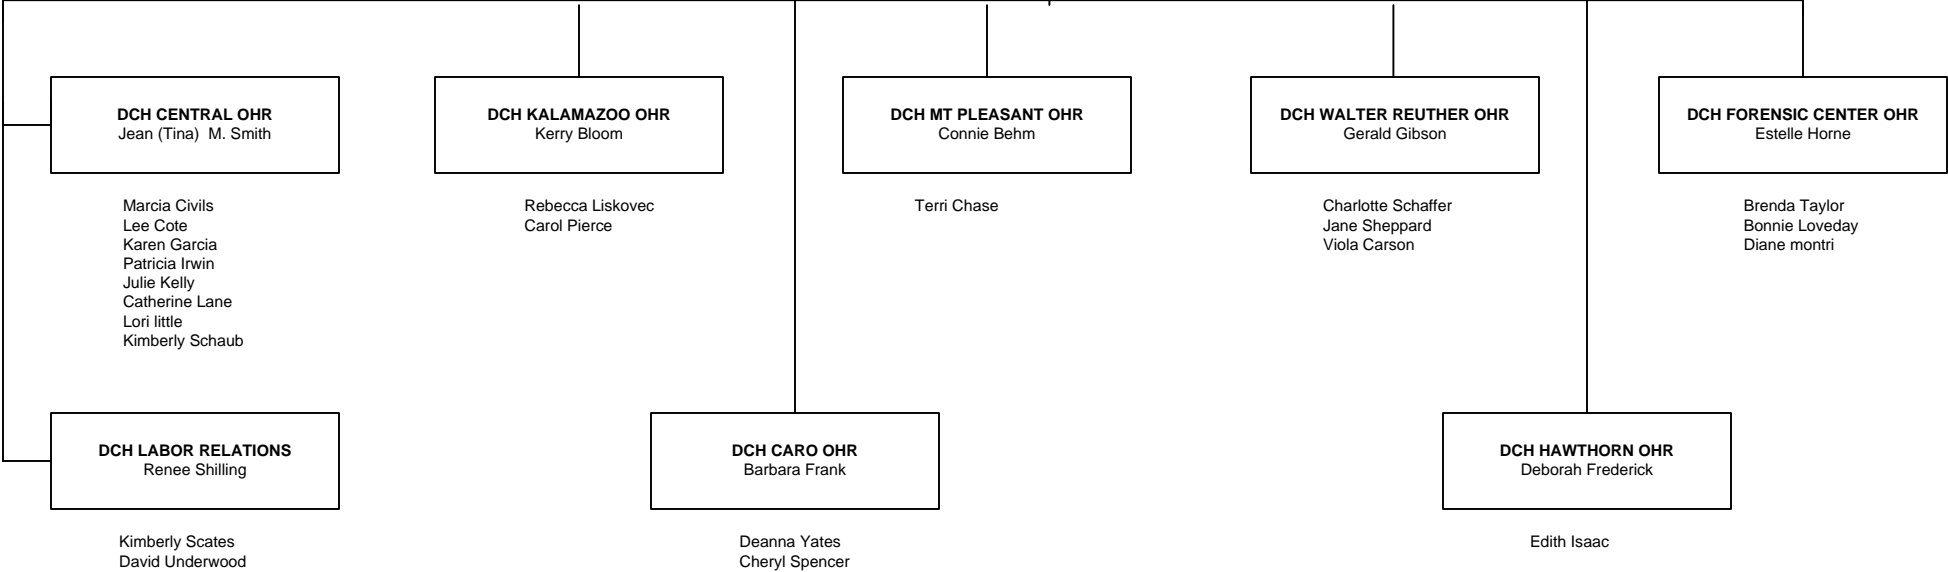 DCH CENTRAL OHR
Jean (Tina)  M. Smith
Marcia Civils
Lee Cote
Karen Garcia
Patricia Irwin
Julie Kelly
Catherine Lane
Lori little
Kimberly Schaub
DCH KALAMAZOO OHR
Kerry Bloom
Rebecca Liskovec
Carol Pierce
DCH MT PLEASANT OHR
Connie Behm
Terri Chase
DCH WALTER REUTHER OHR
Gerald Gibson
Charlotte Schaffer
Jane Sheppard
Viola Carson
DCH FORENSIC CENTER OHR
Estelle Horne
Brenda Taylor
Bonnie Loveday
Diane montri
DCH LABOR RELATIONS
Renee Shilling
Kimberly Scates
David Underwood
DCH CARO OHR
Barbara Frank
Deanna Yates
Cheryl Spencer
DCH HAWTHORN OHR
Deborah Frederick
Edith Isaac